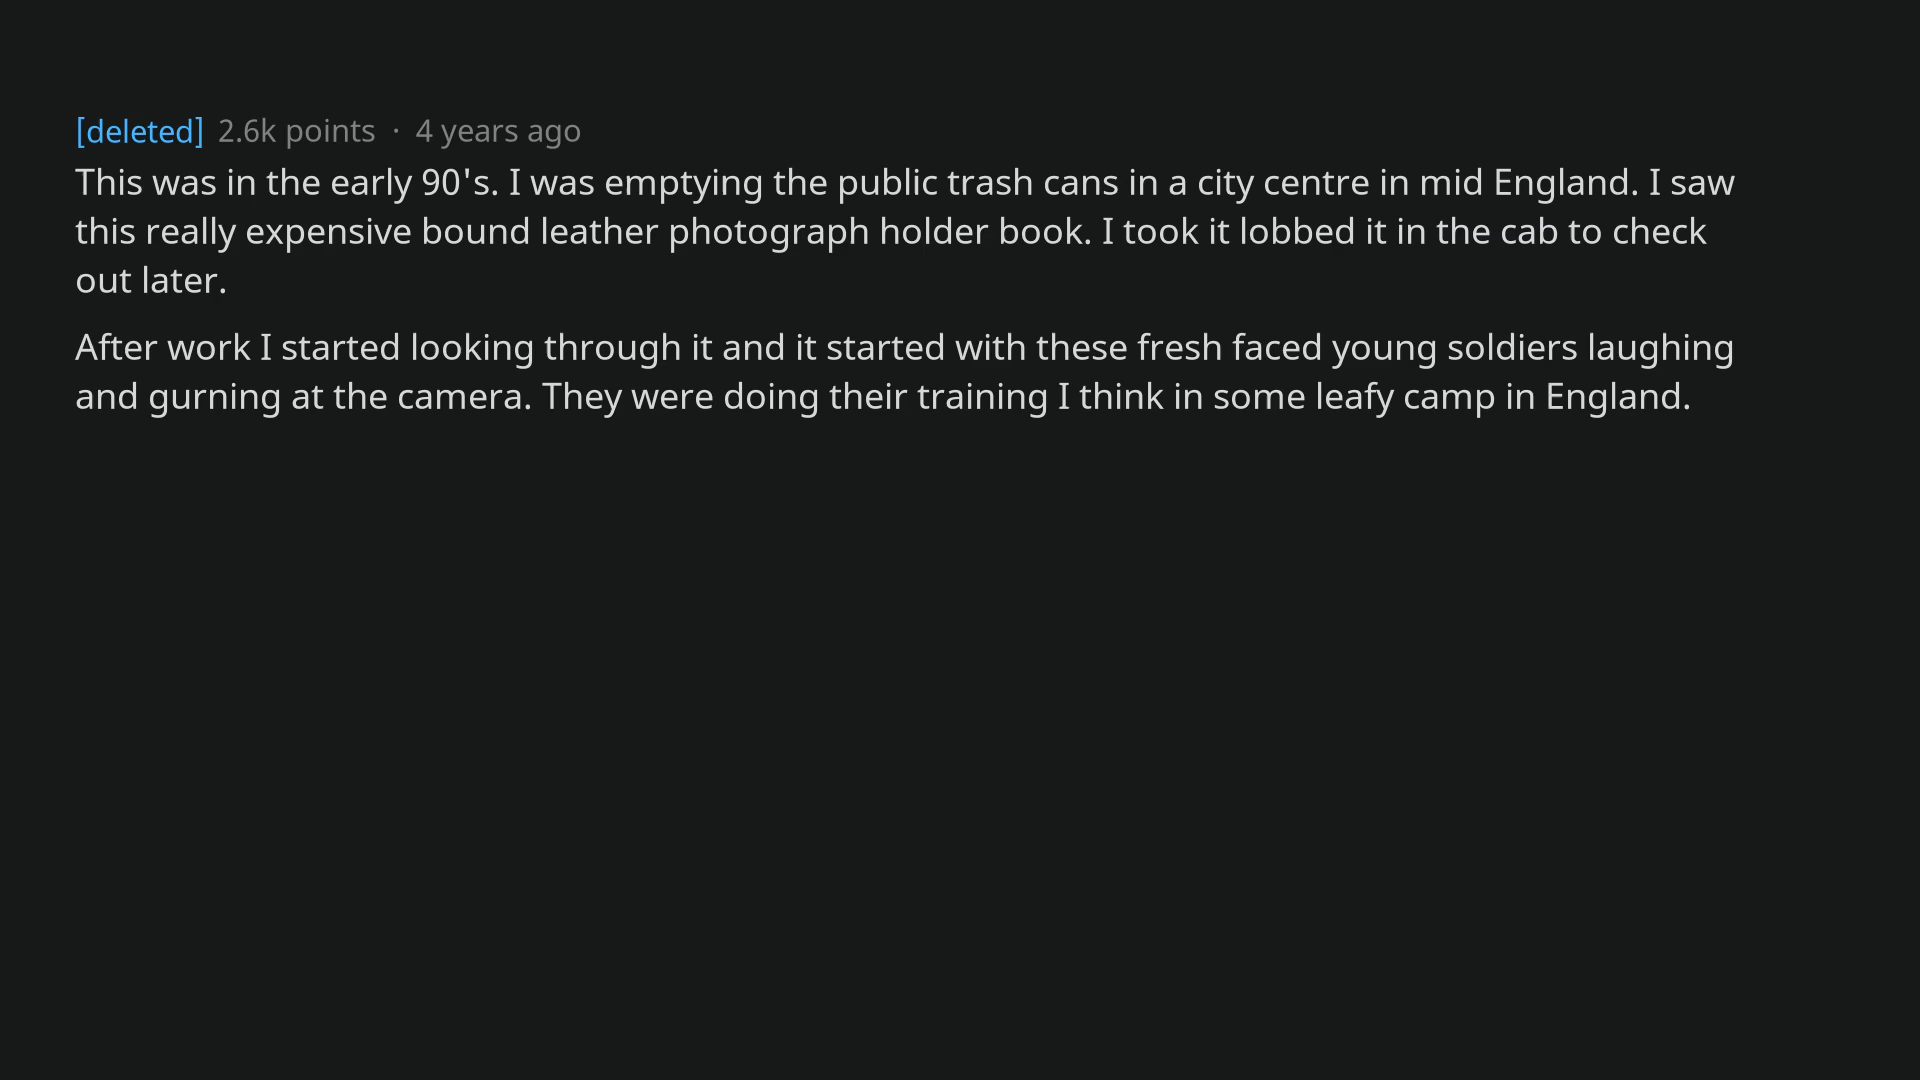 [deleted] 2.6k points · 4 years ago
This was in the early 90's. I was emptying the public trash cans in a city centre in mid England. I saw
this really expensive bound leather photograph holder book. I took it lobbed it in the cab to check
out later.
After work I started looking through it and it started with these fresh faced young soldiers laughing
and gurning at the camera. They were doing their training I think in some leafy camp in England.